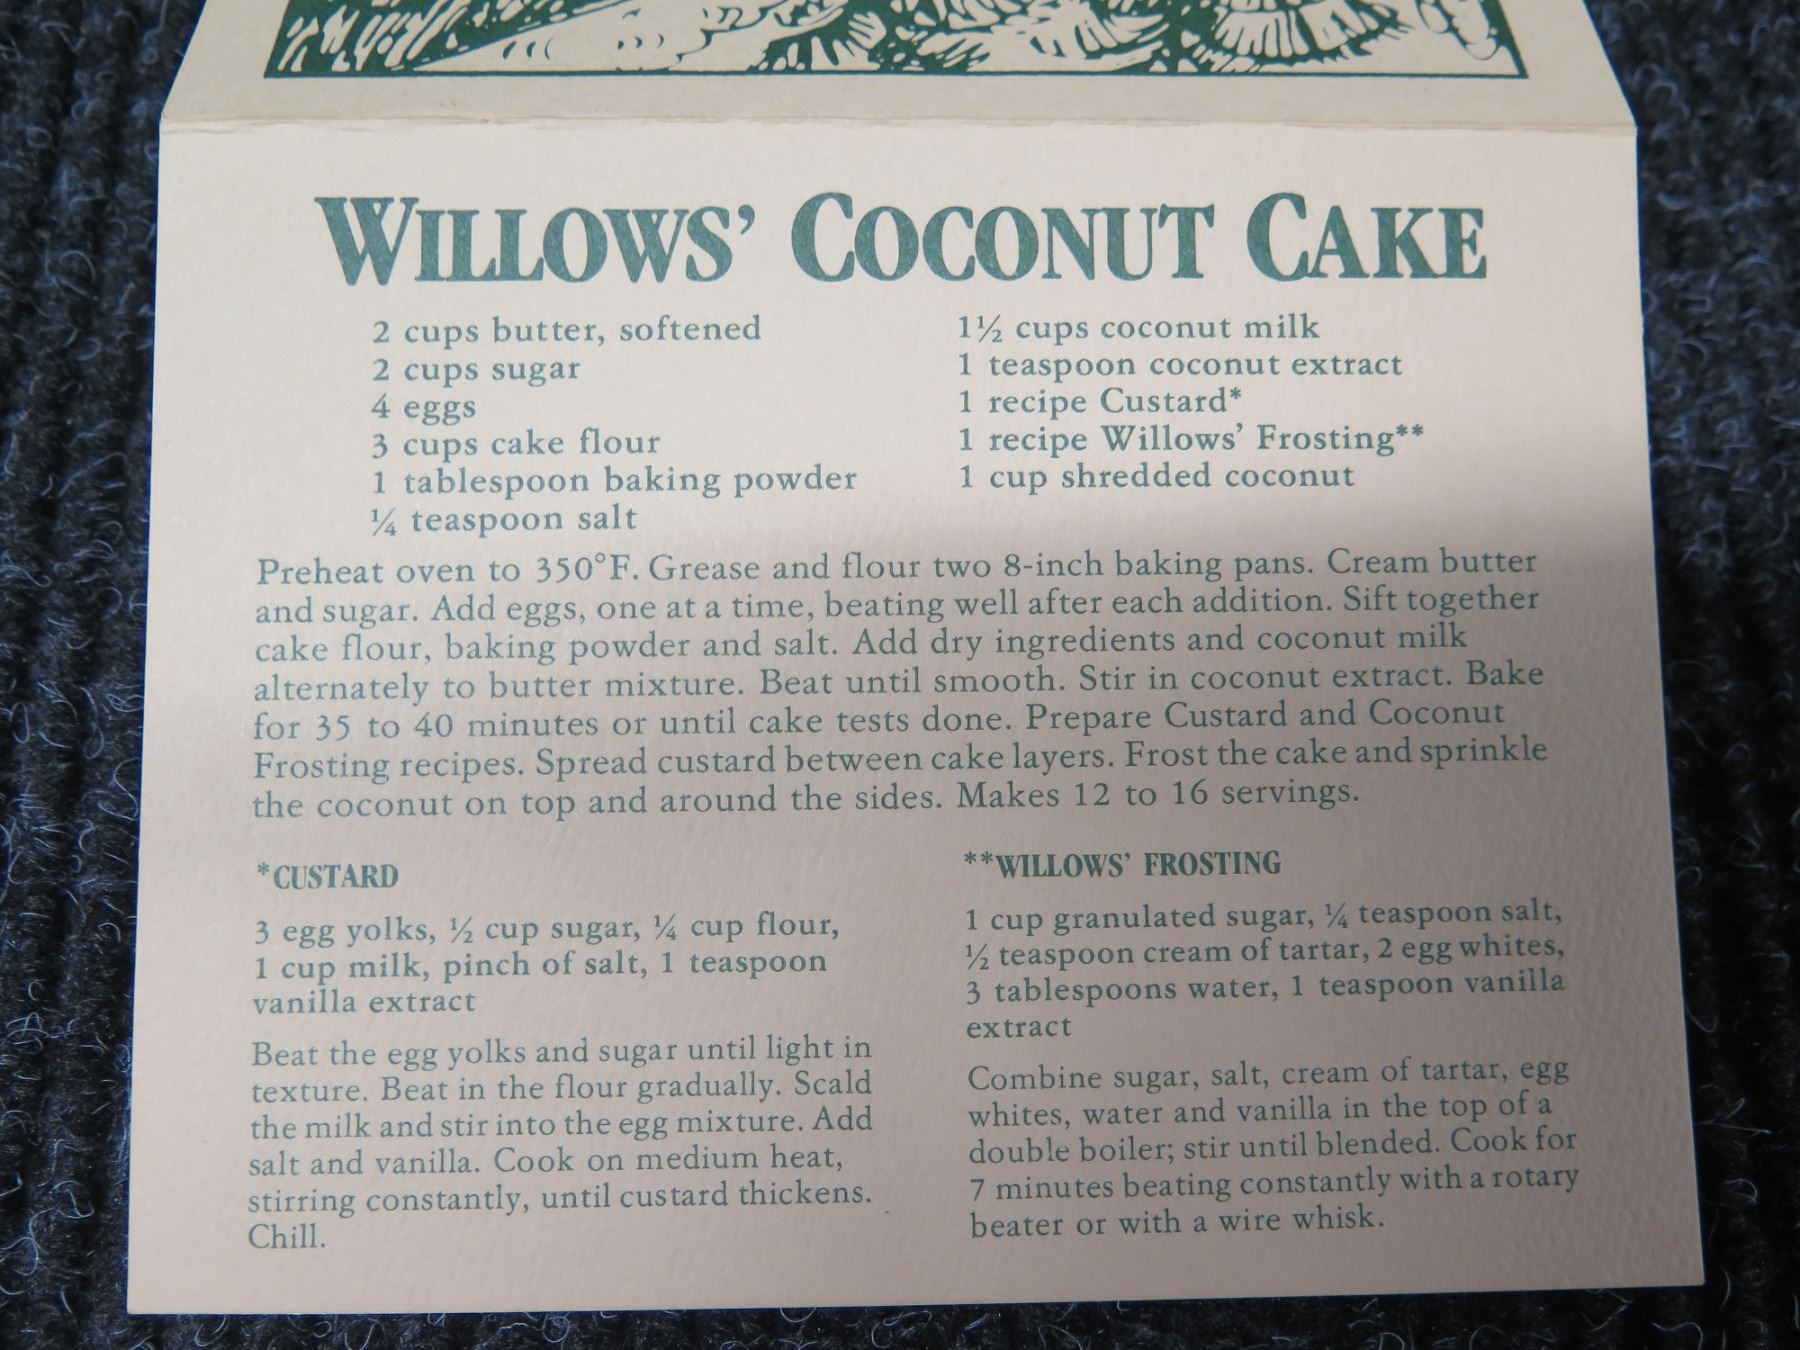 WILLOWS' COCONUT CAKE
2 cups butter, softened
2 cups sugar
4 eggs
3 cups cake flour
1 tablespoon baking powder
¼ teaspoon salt
1½ cups coconut milk
1 teaspoon coconut extract
1 recipe Custard*
1 recipe Willows' Frosting**
1 cup shredded coconut
Preheat oven to 350°F. Grease and flour two 8-inch baking pans. Cream butter
and sugar. Add eggs, one at a time, beating well after each addition. Sift together
cake flour, baking powder and salt. Add dry ingredients and coconut milk
alternately to butter mixture. Beat until smooth. Stir in coconut extract. Bake
for 35 to 40 minutes or until cake tests done. Prepare Custard and Coconut
Frosting recipes. Spread custard between cake layers. Frost the cake and sprinkle
the coconut on top and around the sides. Makes 12 to 16 servings.
*CUSTARD
3 egg yolks, ½ cup sugar, ¼ cup flour,
1 cup milk, pinch of salt, 1 teaspoon
vanilla extract
Beat the egg yolks and sugar until light in
texture. Beat in the flour gradually. Scald
the milk and stir into the egg mixture. Add
salt and vanilla. Cook on medium heat,
stirring constantly, until custard thickens.
Chill.
**WILLOWS' FROSTING
1 cup granulated sugar, ¼ teaspoon salt,
½ teaspoon cream of tartar, 2 egg whites,
3 tablespoons water, 1 teaspoon vanilla
extract
Combine sugar, salt, cream of tartar, egg
whites, water and vanilla in the top of a
double boiler; stir until blended. Cook for
7 minutes beating constantly with a rotary
beater or with a wire whisk.